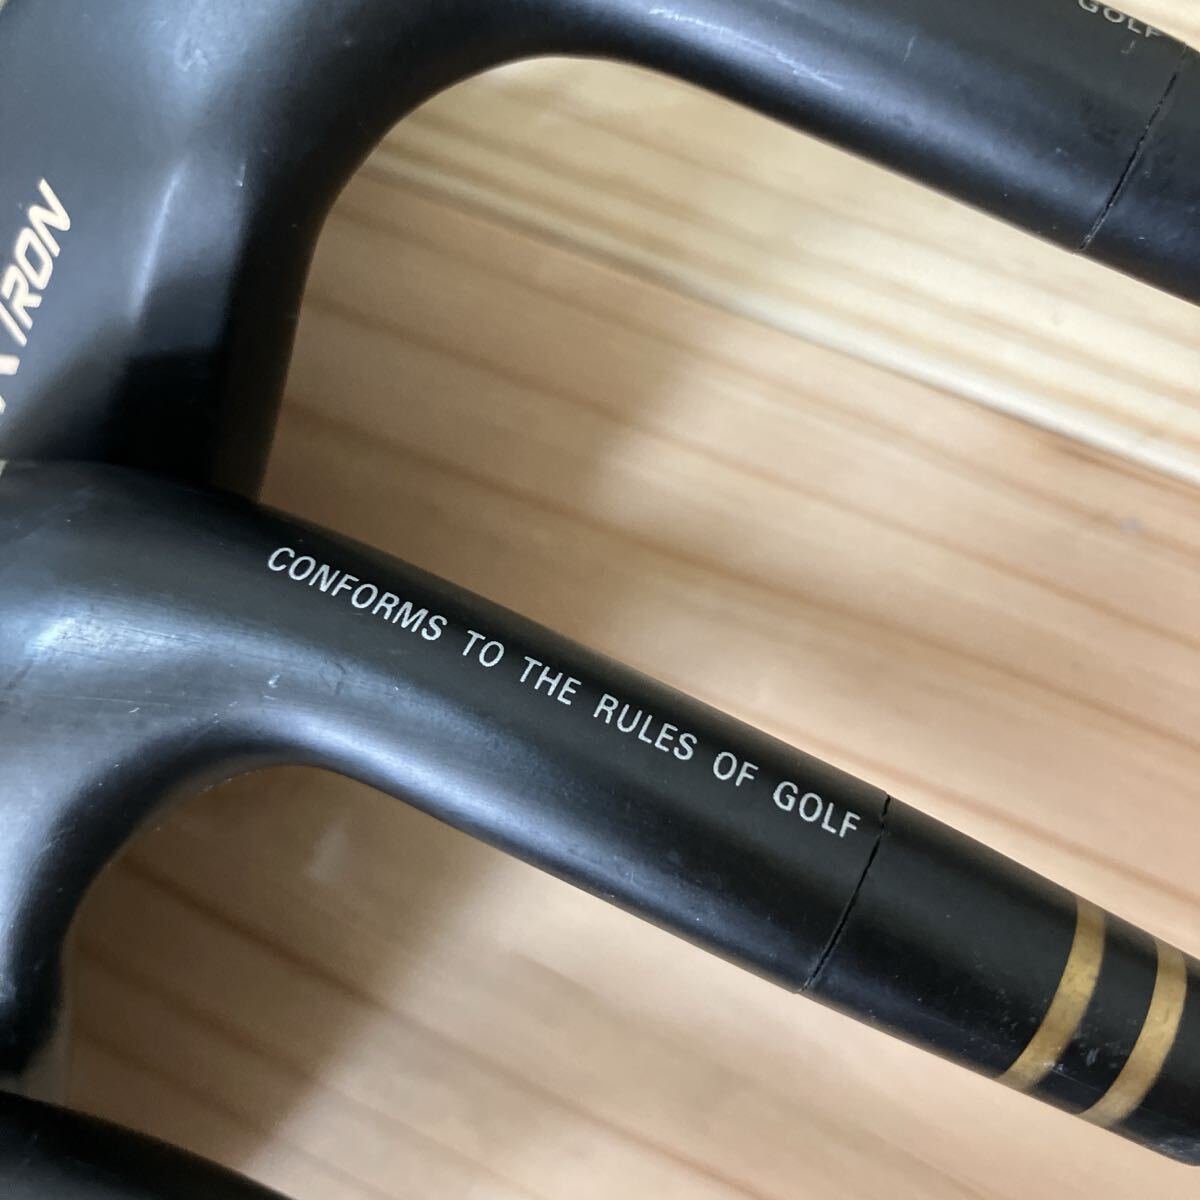 GOLF
IRON
CONFORMS TO THE RULES OF GOLF